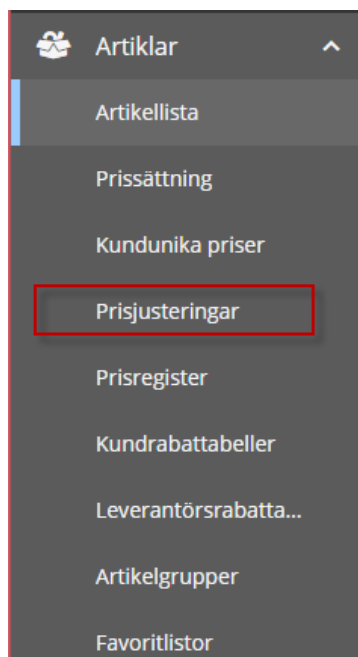 Artiklar
Artikellista
Prissättning
Kundunika priser
Prisjusteringar
Prisregister
Kundrabattabeller
Leverantörsrabatta...
Artikelgrupper
Favoritlistor